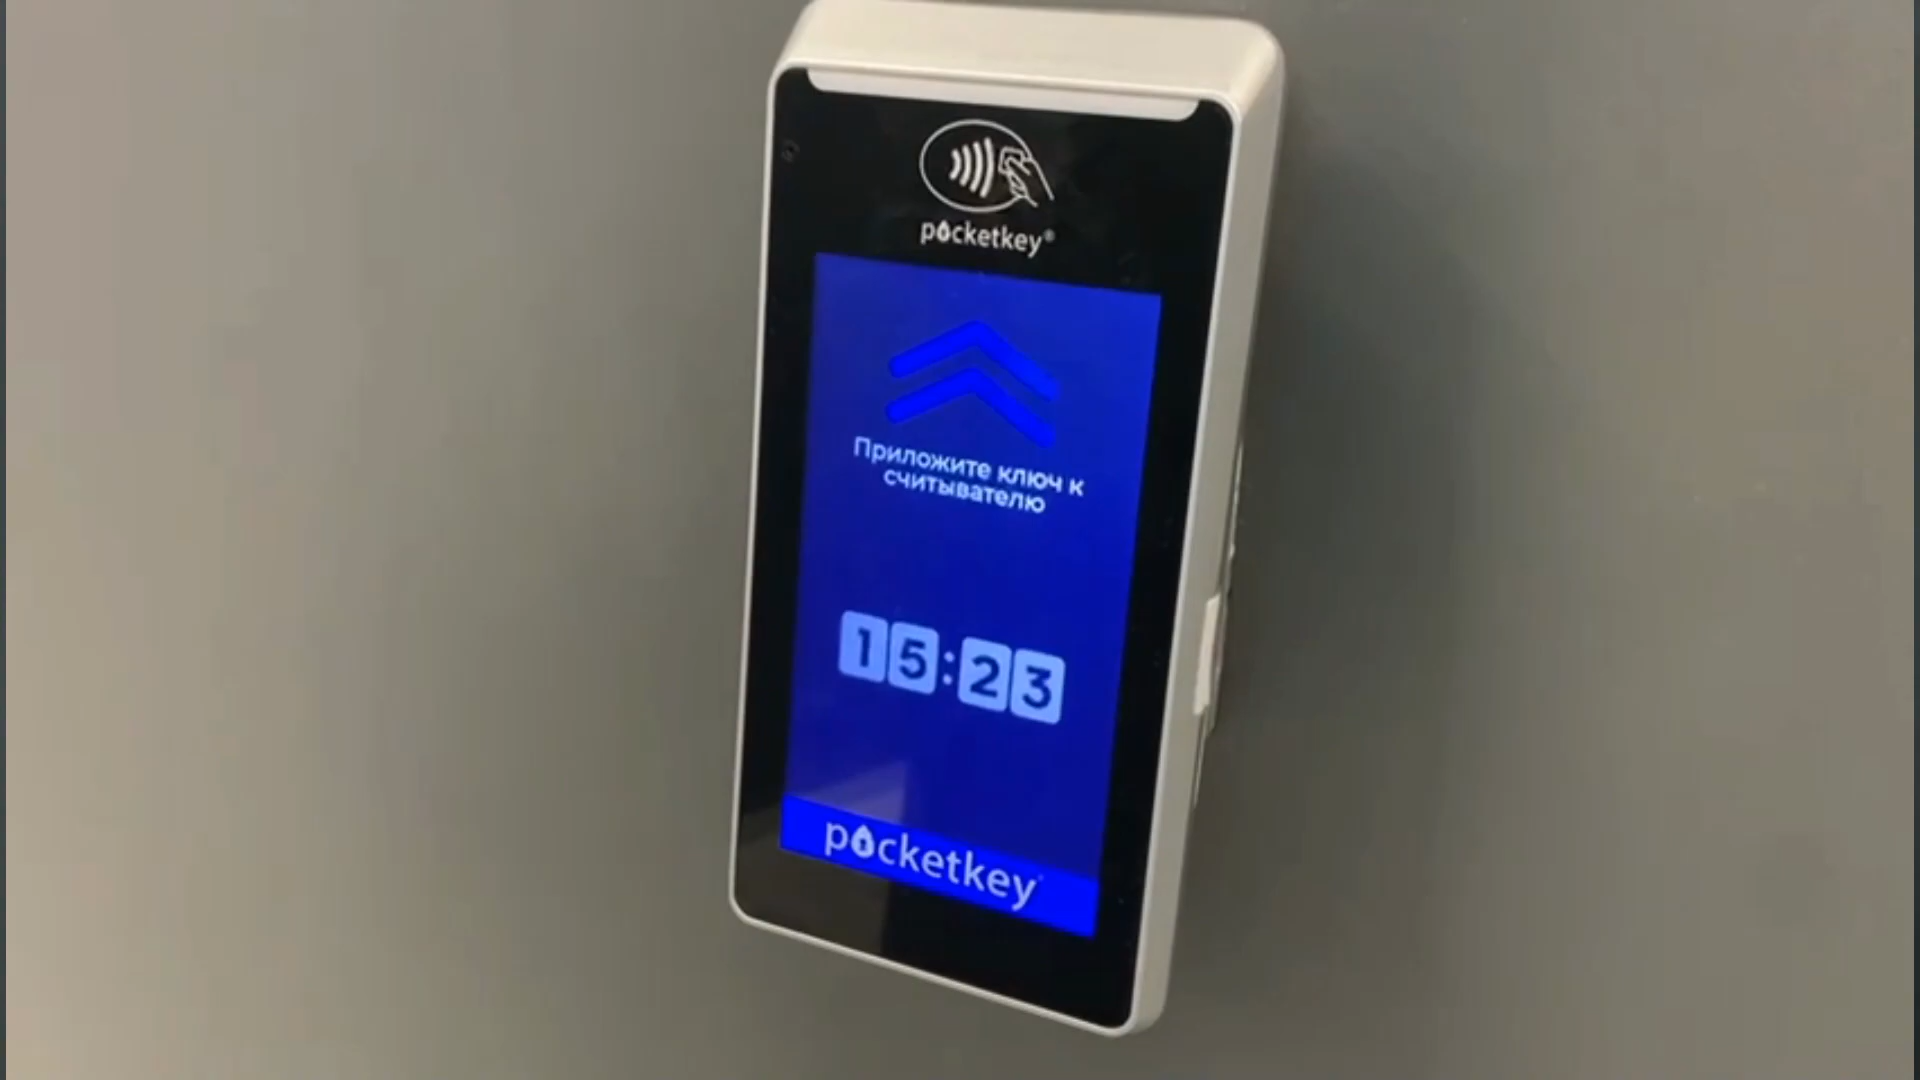 pocketkey®
Приложите ключ к
считывателю
15:23
pocketkey